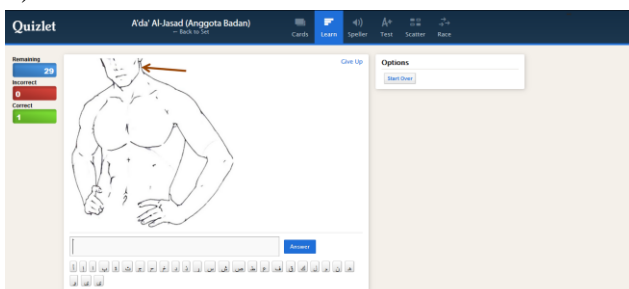 Quizlet
A'da' Al-Jasad (Anggota Badan)
— Back to Set
Cards Learn Speller Test Scatter Race
Remaining
29
Incorrect
0
Correct
1
Give Up
Options
Start Over
Answer